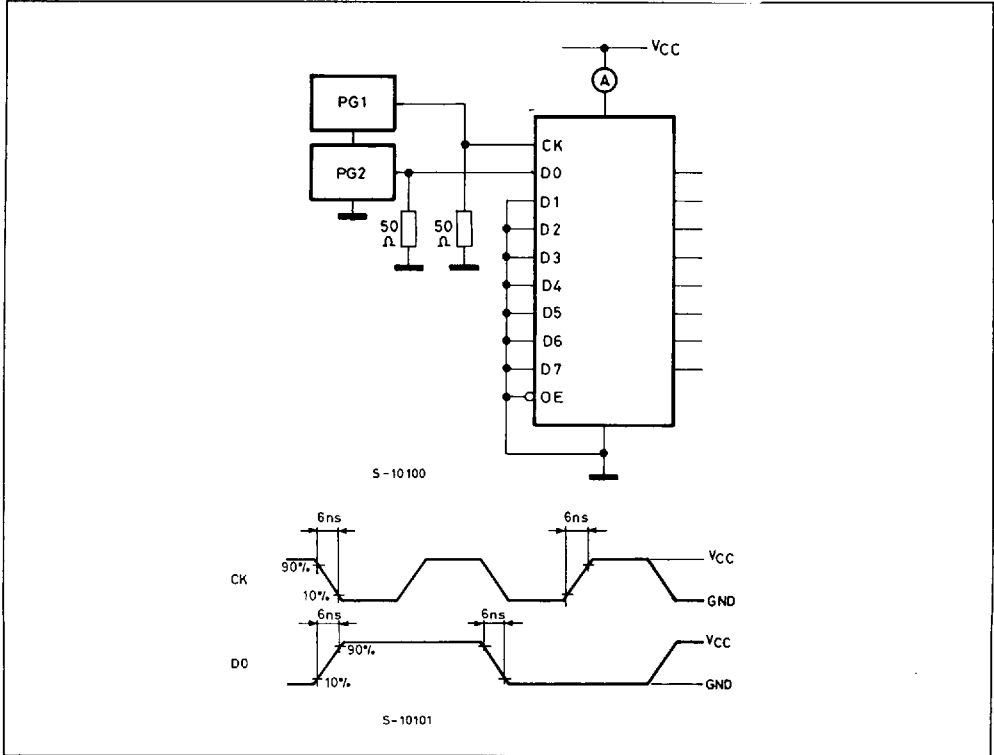 VCC
A
PG1
CK
PG2
D0
D1
50
Ω
50
Ω
D2
D3
D4
D5
D6
D7
OE
S-10100
6ns
6ns
90%
VCC
CK
10%
GND
6ns
6ns
VCC
90%
D0
10%
GND
S-10101